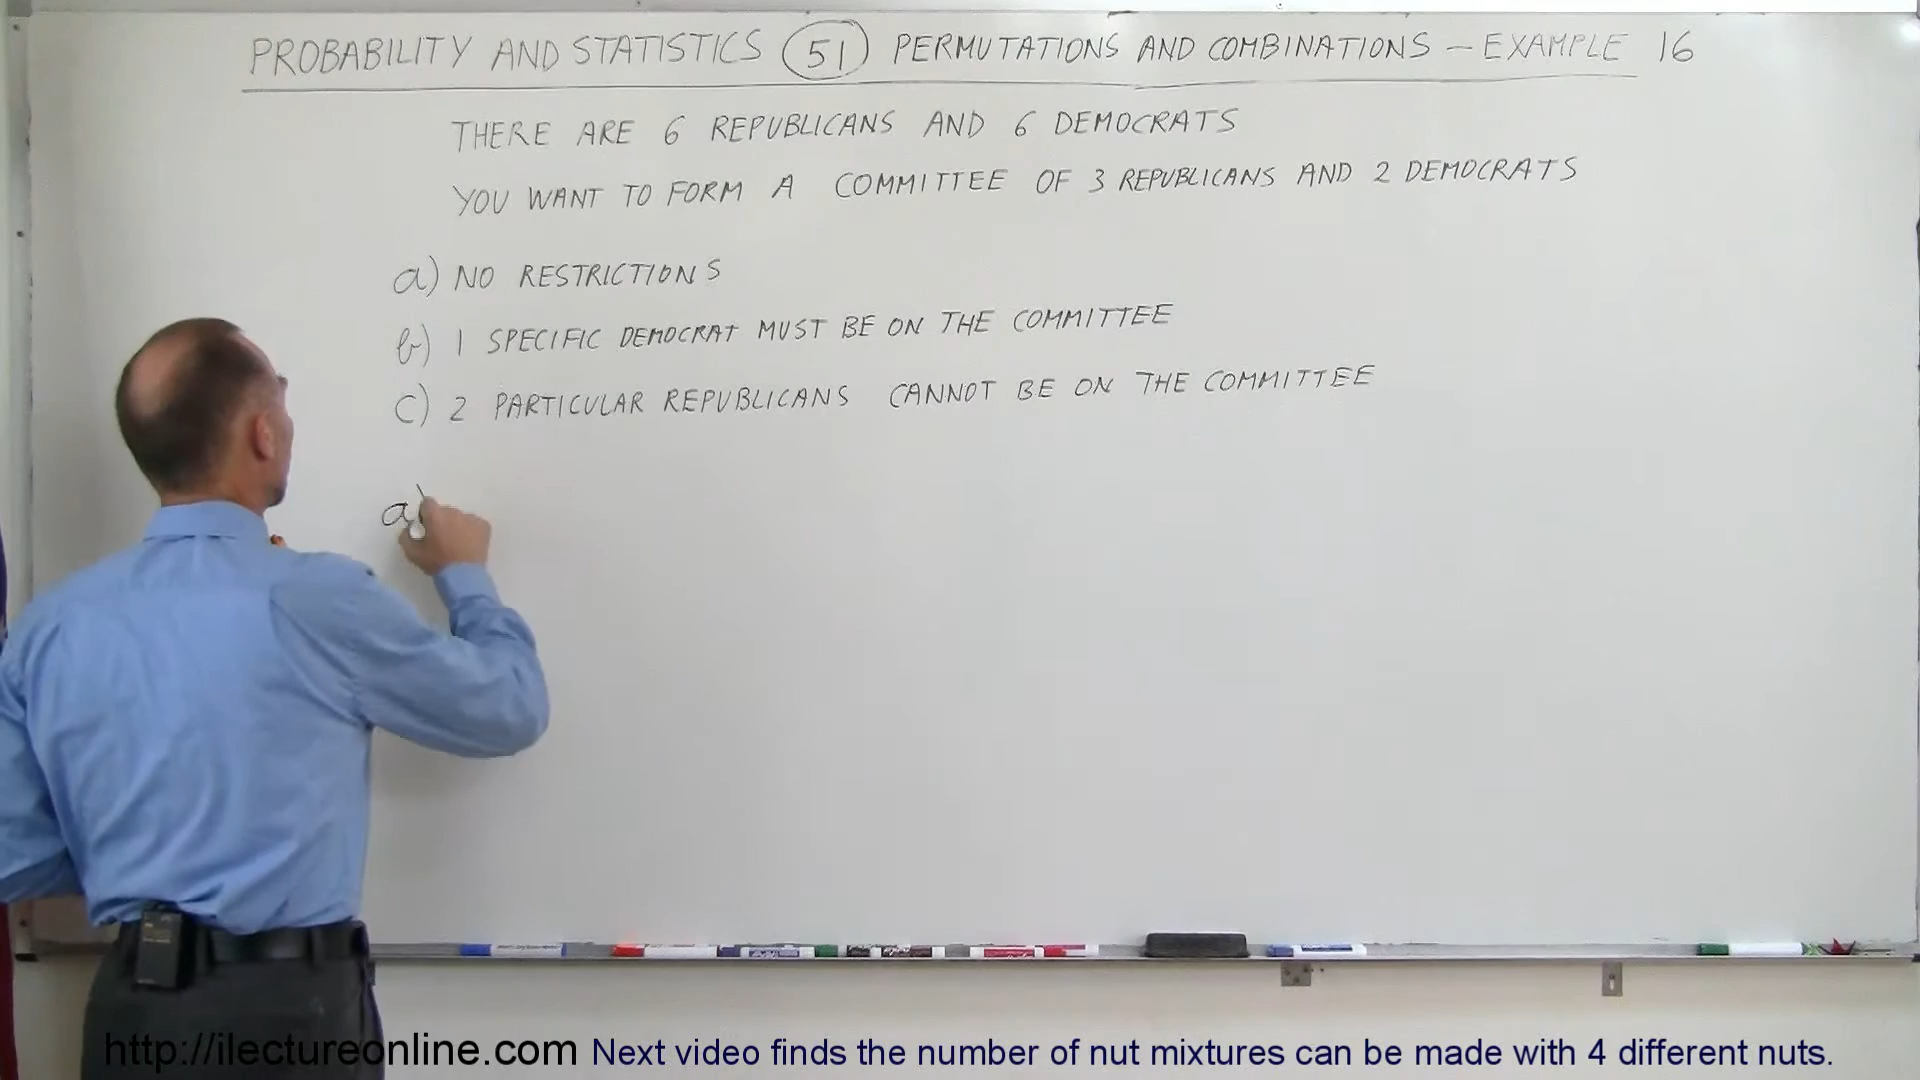 PROBABILITY AND STATISTICS 51 PERMUTATIONS AND COMBINATIONS - EXAMPLE 16
THERE ARE 6 REPUBLICANS AND 6 DEMOCRATS
YOU WANT TO FORM A COMMITTEE OF 3 REPUBLICANS AND 2 DEMOCRATS
a) NO RESTRICTIONS
b) 1 SPECIFIC DEMOCRAT MUST BE ON THE COMMITTEE
c) 2 PARTICULAR REPUBLICANS CANNOT BE ON THE COMMITTEE
a)
http://ilectureonline.com Next video finds the number of nut mixtures can be made with 4 different nuts.